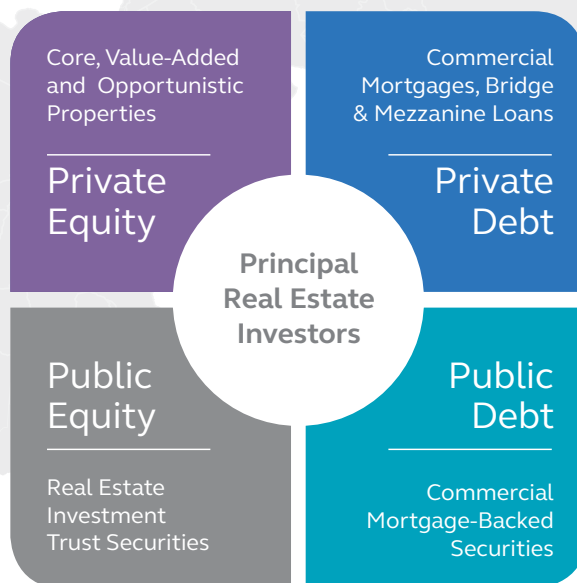 Core, Value-Added
and Opportunistic
Properties
Private
Equity
Commercial
Mortgages, Bridge
& Mezzanine Loans
Private
Debt
Principal
Real Estate
Investors
Public
Equity
Real Estate
Investment
Trust Securities
Public
Debt
Commercial
Mortgage-Backed
Securities